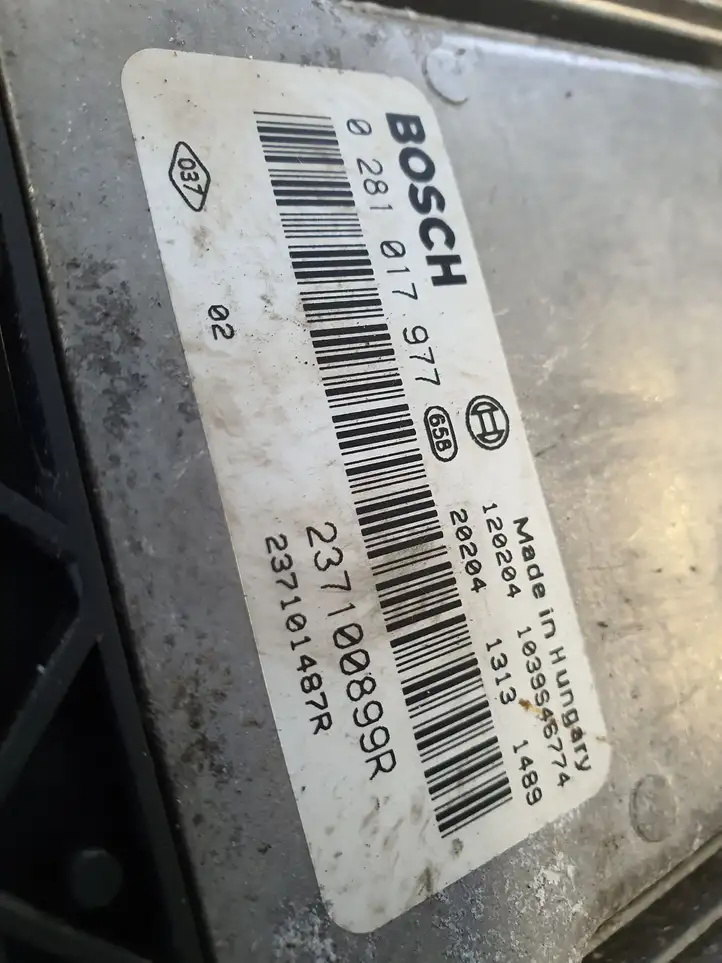 BOSCH
0 281 017 977
65B
Made in Hungary
120204 1039S46774
20204 1313 1489
237100899R
237101487R
037
02